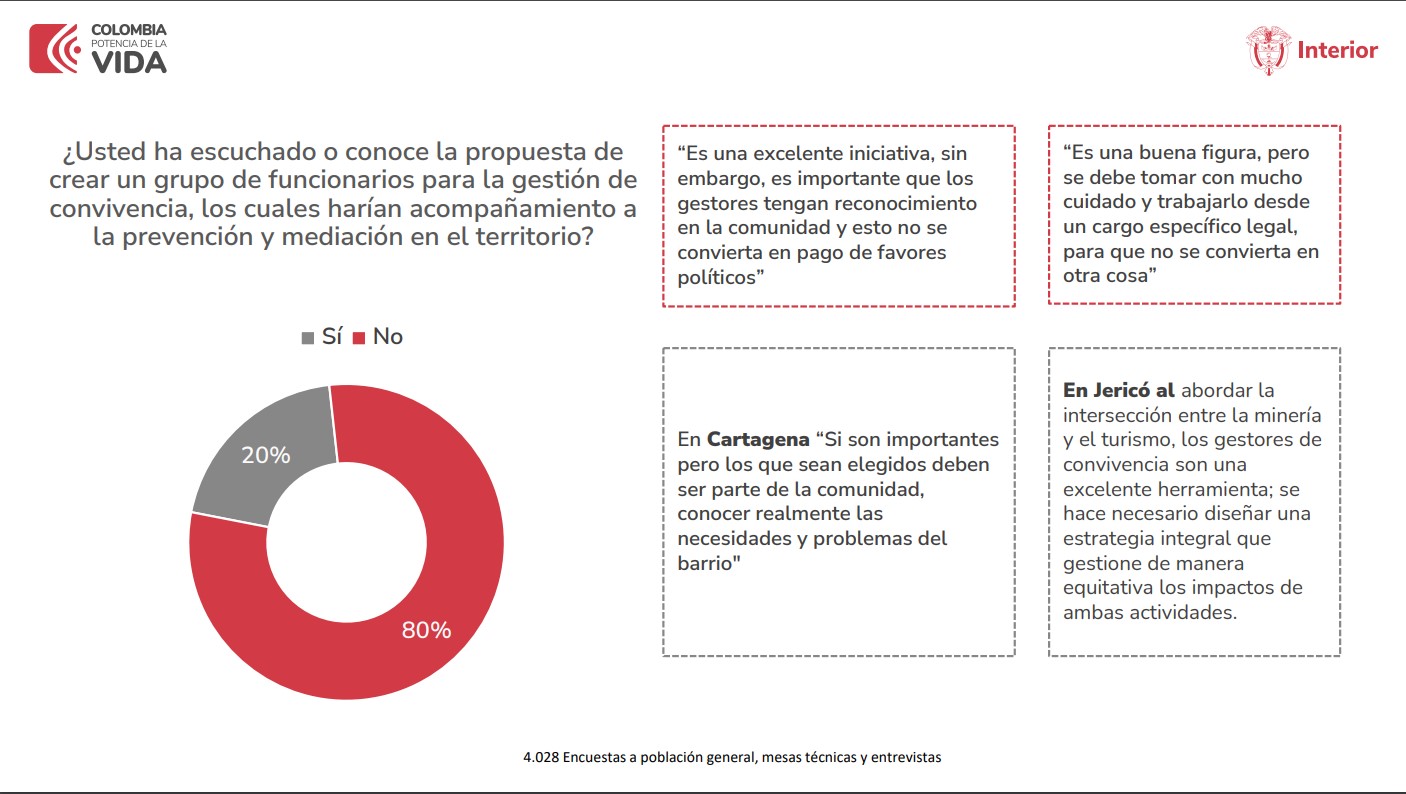 COLOMBIA
POTENCIA DE LA
VIDA
Interior
¿Usted ha escuchado o conoce la propuesta de
crear un grupo de funcionarios para la gestión de
convivencia, los cuales harían acompañamiento a
la prevención y mediación en el territorio?
Sí No
20%
80%
“Es una excelente iniciativa, sin
embargo, es importante que los
gestores tengan reconocimiento
en la comunidad y esto no se
convierta en pago de favores
políticos”
“Es una buena figura, pero
se debe tomar con mucho
cuidado y trabajarlo desde
un cargo específico legal,
para que no se convierta en
otra cosa”
En Cartagena “Si son importantes
pero los que sean elegidos deben
ser parte de la comunidad,
conocer realmente las
necesidades y problemas del
barrio"
En Jericó al abordar la
intersección entre la minería
y el turismo, los gestores de
convivencia son una
excelente herramienta; se
hace necesario diseñar una
estrategia integral que
gestione de manera
equitativa los impactos de
ambas actividades.
4.028 Encuestas a población general, mesas técnicas y entrevistas